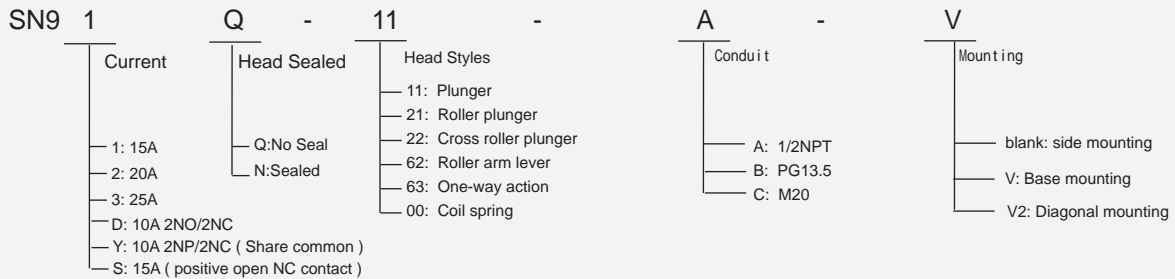 SN9 1 Q - 11 - A - V
Current
Head Sealed
Head Styles
Conduit
Mounting
1: 15A
2: 20A
3: 25A
D: 10A 2NO/2NC
Y: 10A 2NP/2NC ( Share common )
S: 15A ( positive open NC contact )
Q:No Seal
N:Sealed
11: Plunger
21: Roller plunger
22: Cross roller plunger
62: Roller arm lever
63: One-way action
00: Coil spring
A: 1/2NPT
B: PG13.5
C: M20
blank: side mounting
V: Base mounting
V2: Diagonal mounting